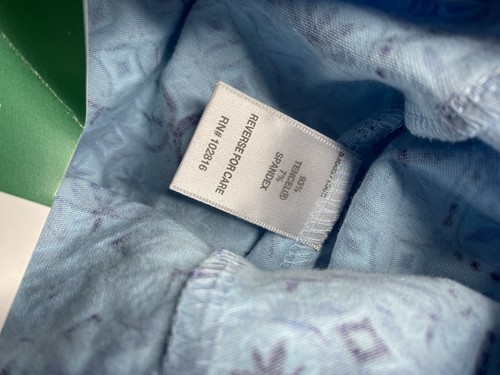 93%
TENCEL®
7%
SPANDEX
REVERSE FOR CARE
RN# 102816